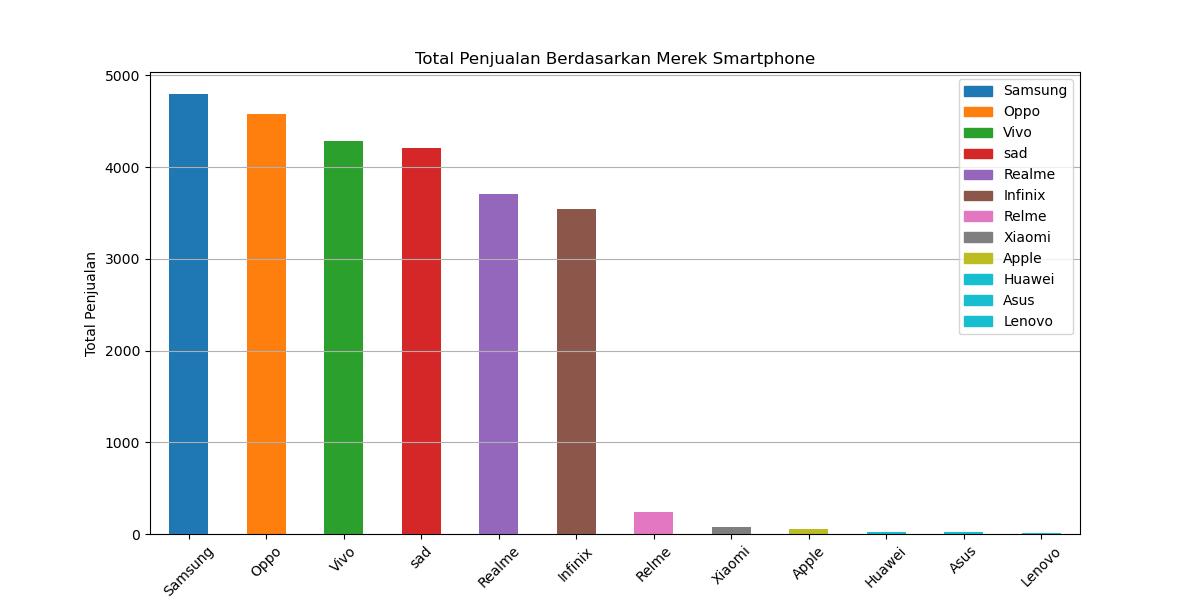 Total Penjualan Berdasarkan Merek Smartphone
Total Penjualan
5000
4000
3000
2000
1000
0
Samsung
Oppo
Vivo
sad
Realme
Infinix
Relme
Xiaomi
Apple
Huawei
Asus
Lenovo
Samsung
Oppo
Vivo
sad
Realme
Infinix
Relme
Xiaomi
Apple
Huawei
Asus
Lenovo